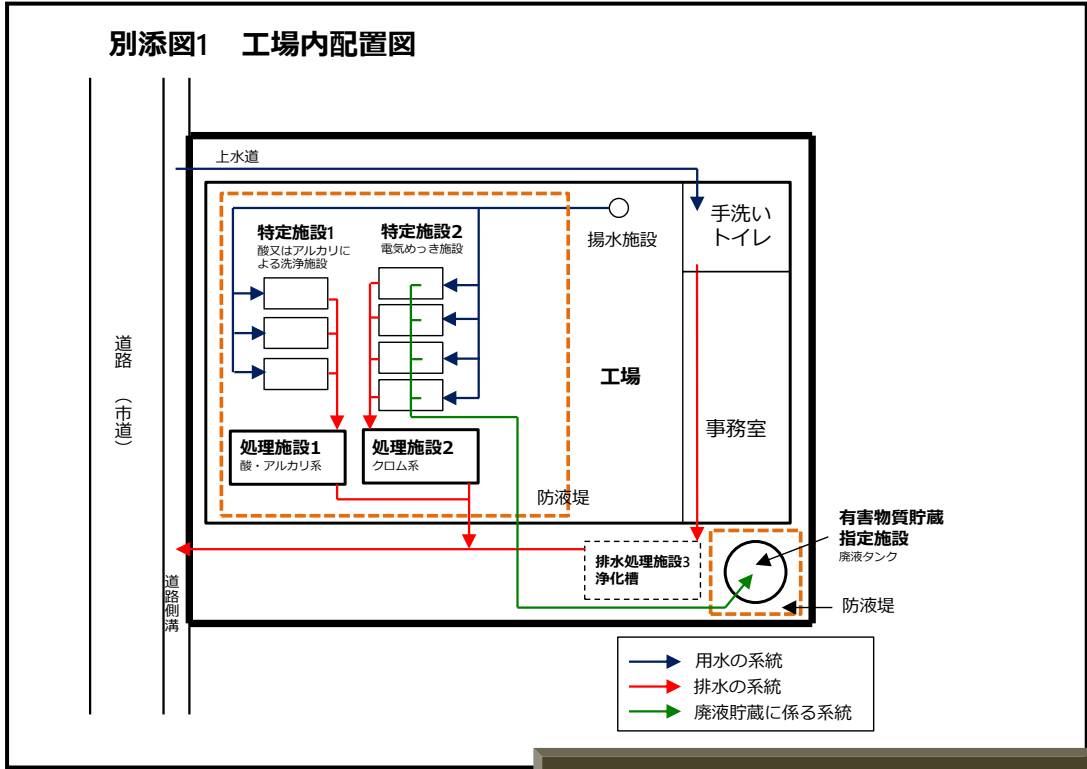 別添図1 工場内配置図
上水道
手洗い
トイレ
揚水施設
特定施設1
酸又はアルカリに
よる洗浄施設
特定施設2
電気めっき施設
道路（市道）
工場
事務室
処理施設1
酸・アルカリ系
処理施設2
クロム系
防液堤
有害物質貯蔵
指定施設
廃液タンク
排水処理施設3
浄化槽
防液堤
道路側溝
用水の系統
排水の系統
廃液貯蔵に係る系統